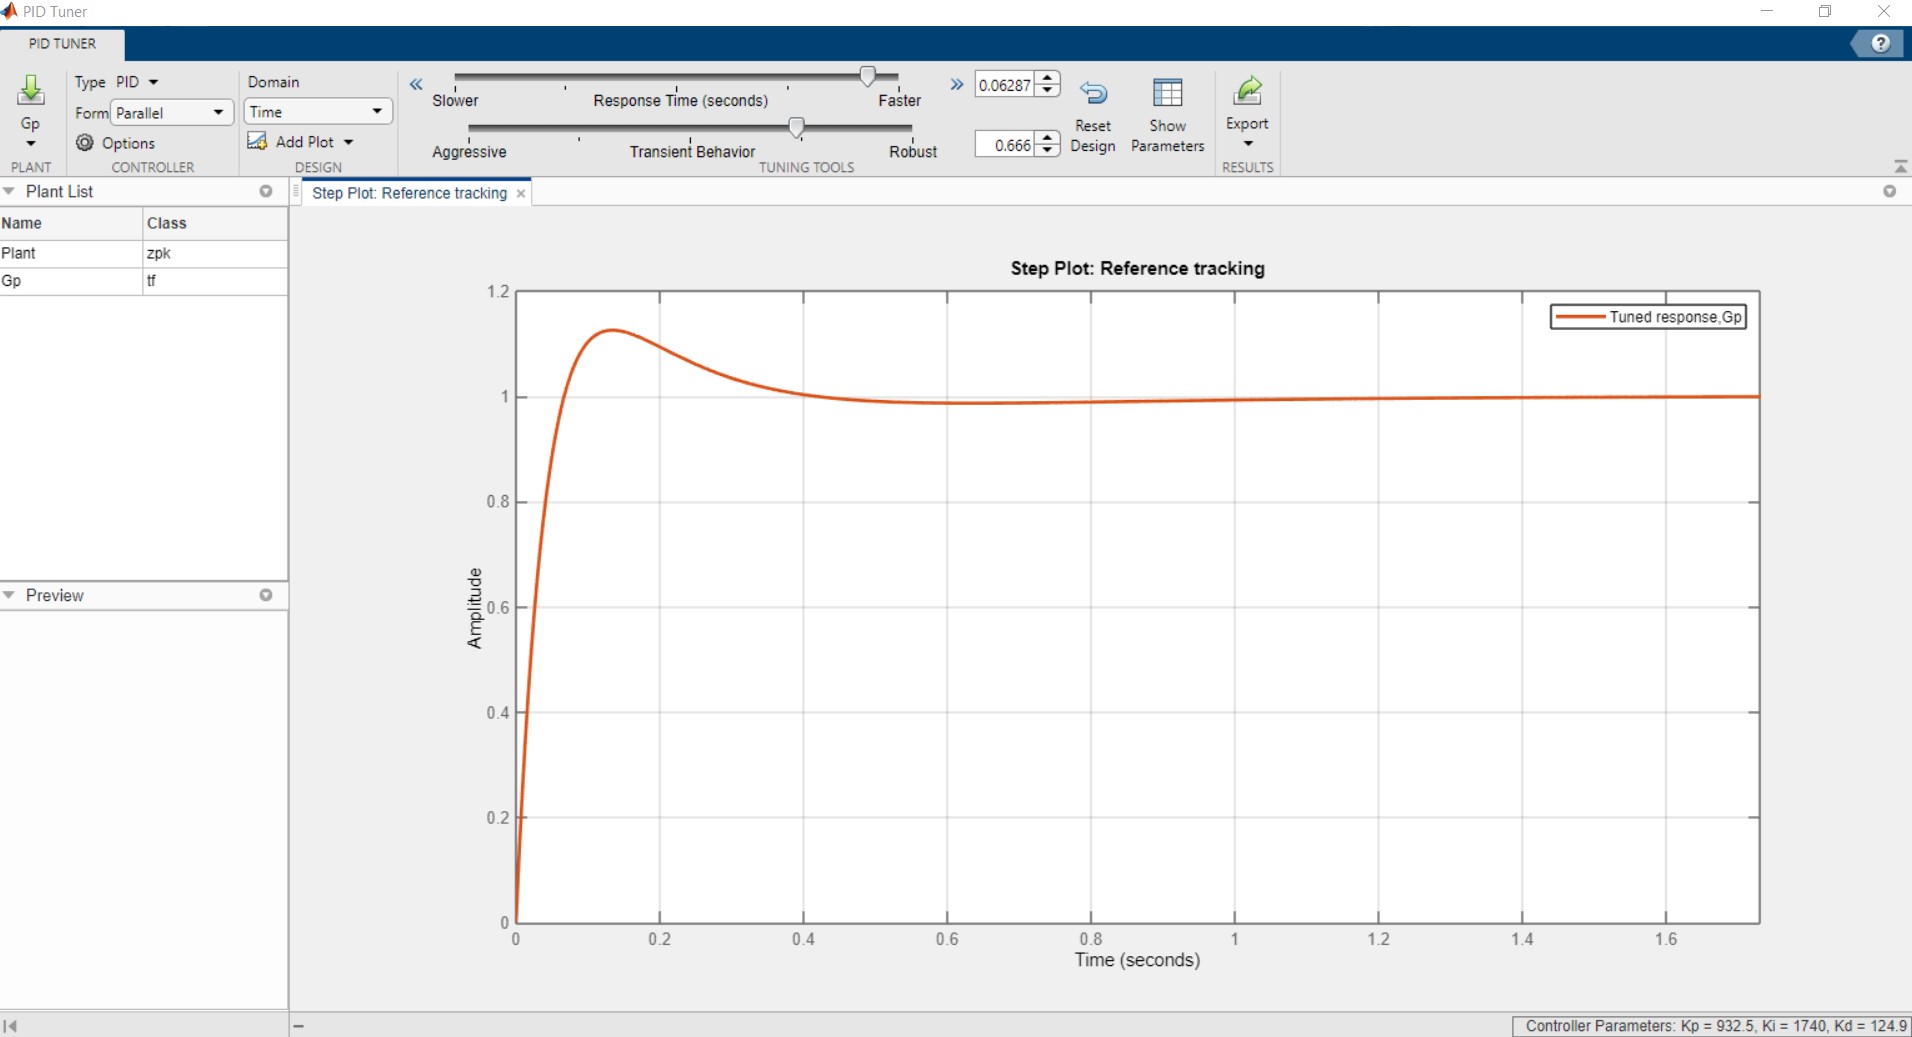 PID Tuner
PID TUNER
?
Gp
PLANT
Type PID
Form Parallel
Options
CONTROLLER
Domain
Time
Add Plot
DESIGN
Slower Response Time (seconds) Faster
0.06287
Aggressive Transient Behavior Robust
0.666
TUNING TOOLS
Reset
Design
Show
Parameters
Export
RESULTS
Plant List
Name Class
Plant zpk
Gp tf
Preview
Step Plot: Reference tracking
Step Plot: Reference tracking
Tuned response,Gp
1.2
1
0.8
0.6
0.4
0.2
0
Amplitude
0 0.2 0.4 0.6 0.8 1 1.2 1.4 1.6
Time (seconds)
Controller Parameters: Kp = 932.5, Ki = 1740, Kd = 124.9